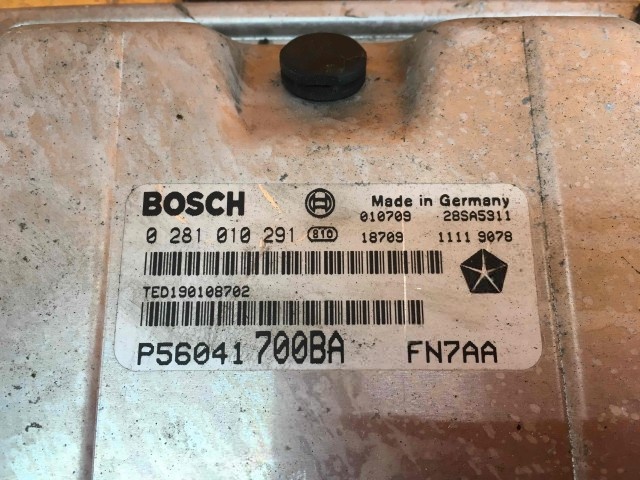 BOSCH Made in Germany
010709 28SA5311
0 281 010 291 810 18709 1111 9078
TED190108702
P56041 700BA FN7AA